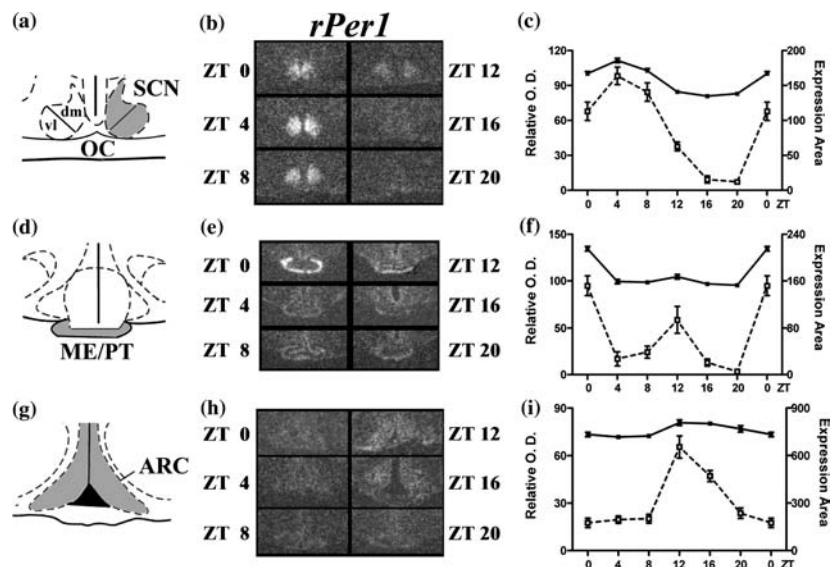 (a)
SCN
dm
vl
OC
(b)
rPer1
ZT 0
ZT 12
ZT 4
ZT 16
ZT 8
ZT 20
(c)
Relative O. D.
120
90
60
30
0
Expression Area
200
150
100
50
0
0 4 8 12 16 20 0 ZT
(d)
ME/PT
(e)
ZT 0
ZT 12
ZT 4
ZT 16
ZT 8
ZT 20
(f)
Relative O. D.
150
100
50
0
Expression Area
240
160
80
0
0 4 8 12 16 20 0 ZT
(g)
ARC
(h)
ZT 0
ZT 12
ZT 4
ZT 16
ZT 8
ZT 20
(i)
Relative O. D.
90
60
30
0
Expression Area
900
600
300
0
0 4 8 12 16 20 0 ZT